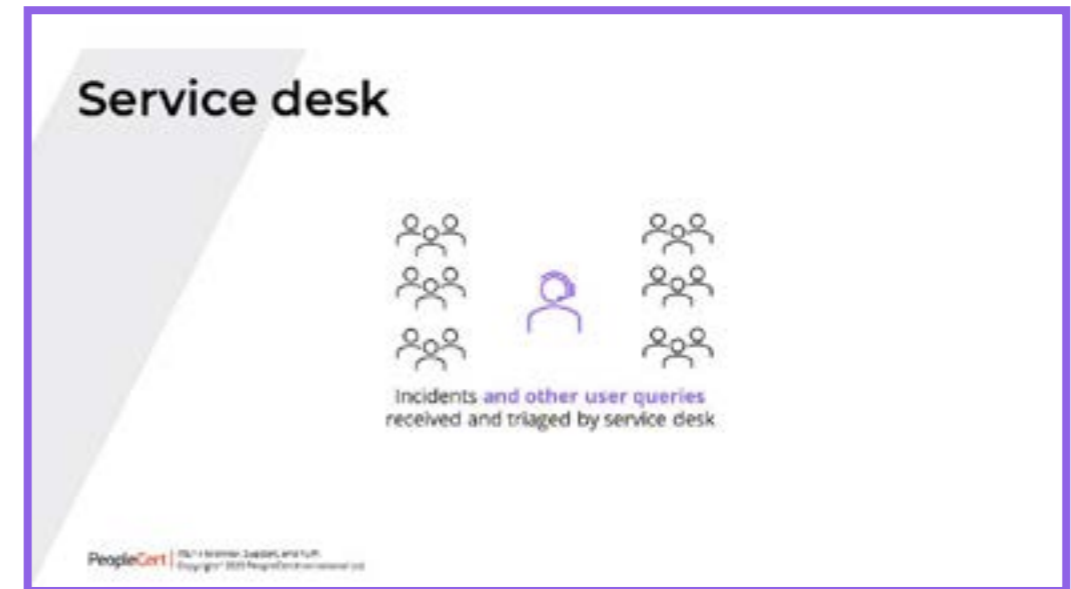 Service desk
Incidents and other user queries
received and triaged by service desk
PeopleCert